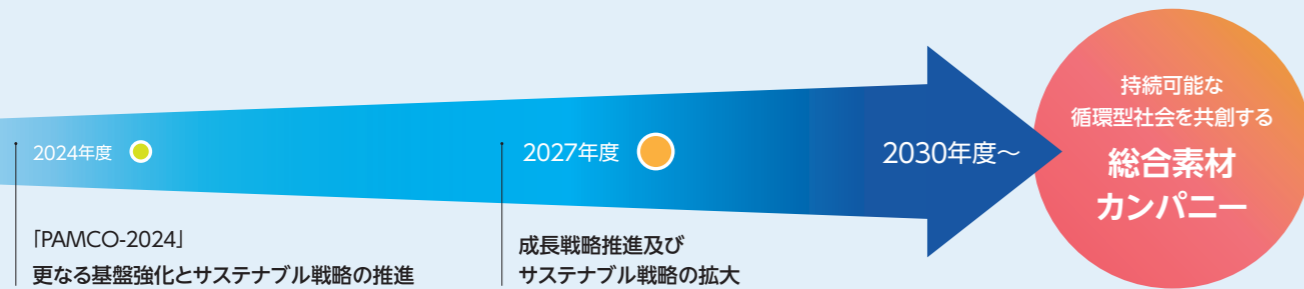 2024年度
「PAMCO-2024」
更なる基盤強化とサステナブル戦略の推進
2027年度
成長戦略推進及び
サステナブル戦略の拡大
2030年度～
持続可能な
循環型社会を共創する
総合素材
カンパニー